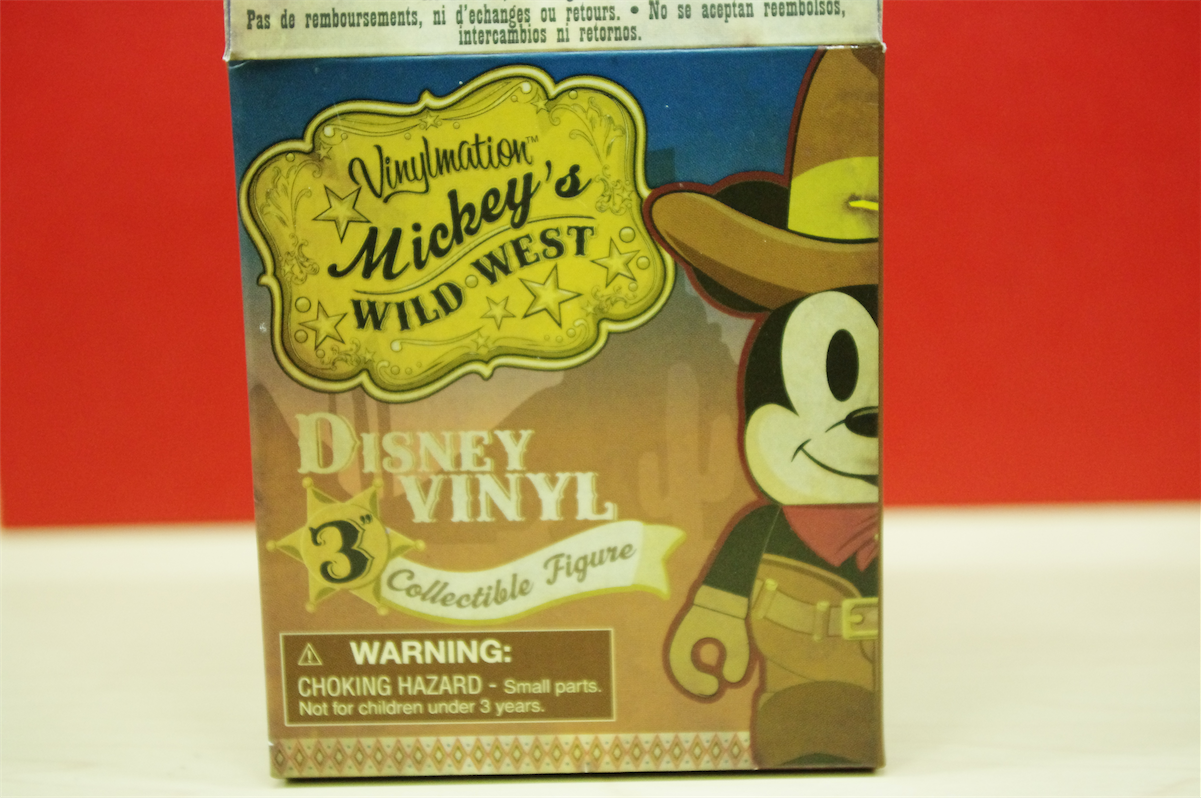 Pas de remboursements, ni d'echanges ou retours. • No se aceptan reembolsos,
intercambios ni retornos.
Vinylmation™
Mickey's
WILD WEST
DISNEY
VINYL
3"
Collectible Figure
WARNING:
CHOKING HAZARD - Small parts.
Not for children under 3 years.